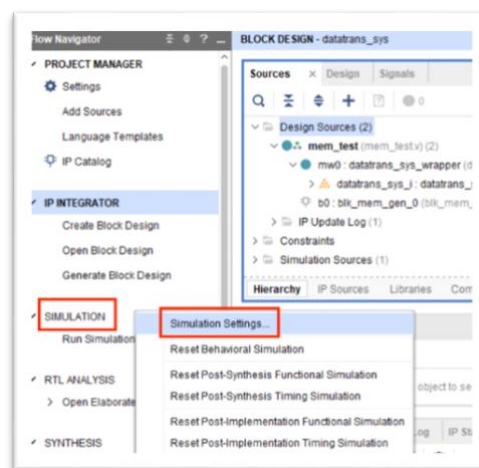 Flow Navigator ? _
PROJECT MANAGER
Settings
Add Sources
Language Templates
IP Catalog
IP INTEGRATOR
Create Block Design
Open Block Design
Generate Block Design
SIMULATION
Run Simulation
RTL ANALYSIS
Open Elaborate
SYNTHESIS
BLOCK DESIGN - datatrans_sys
Sources × Design Signals
0
Design Sources (2)
mem_test (mem_test.v) (2)
mw0 : datatrans_sys_wrapper (d
datatrans_sys_i : datatrans_
b0 : blk_mem_gen_0 (blk_mem_
IP Update Log (1)
Constraints
Simulation Sources (1)
Hierarchy IP Sources Libraries Com
Simulation Settings...
Reset Behavioral Simulation
Reset Post-Synthesis Functional Simulation
Reset Post-Synthesis Timing Simulation
Reset Post-Implementation Functional Simulation
Reset Post-Implementation Timing Simulation
object to se
Log IP St